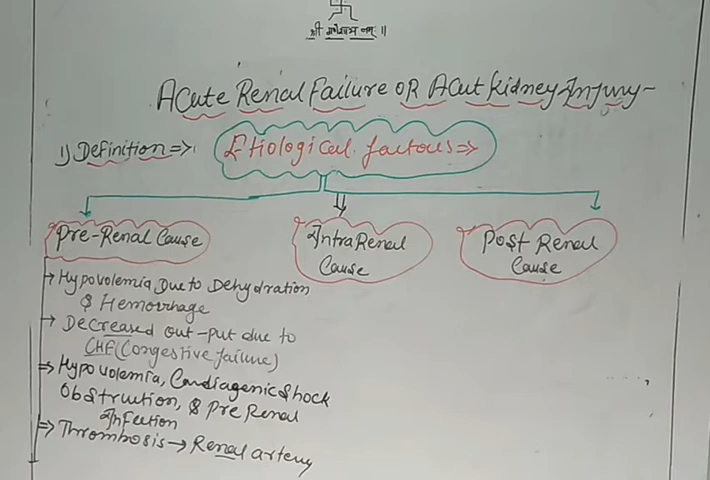 श्री गणेशाय नमः ॥
Acute Renal Failure OR Acut Kidney Injury-
1) Definition=>
Etiological factors=>
Pre-Renal Cause
Intra Renal
Cause
Post Renal
Cause
→ Hypovolemia Due to Dehydration
& Hemorrhage
→ Decreased out-put due to
CHF (Congestive failure)
⇒ Hypovolemia, Cardiagenic Shock
Obstruction, & Pre Renal
Infection
⇒ Thrombosis → Renal artery